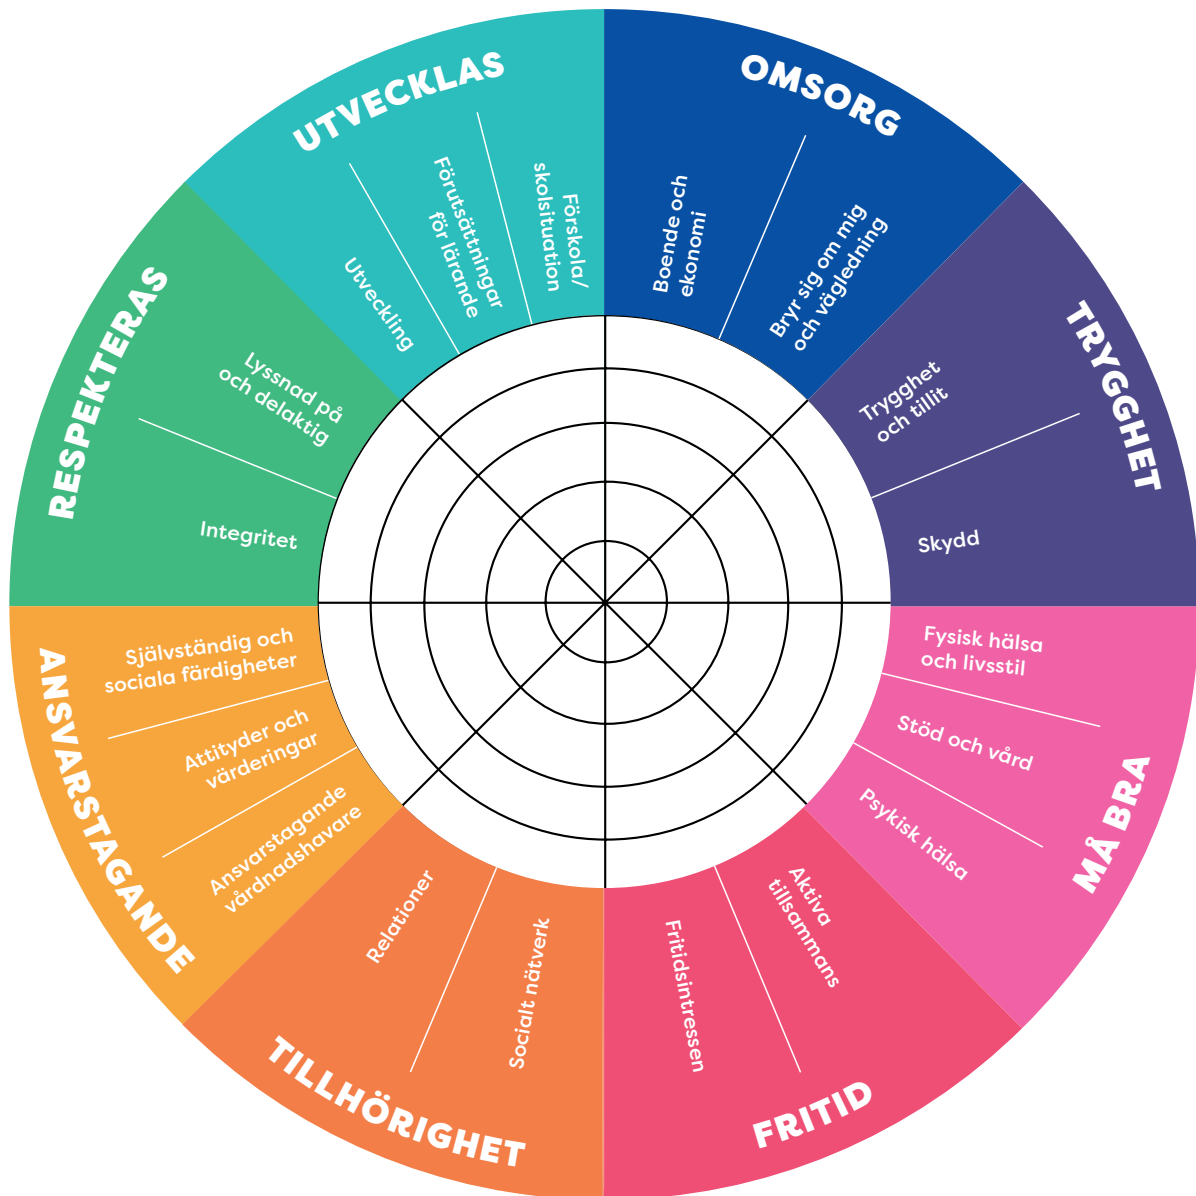 OMSORG
Boende och
ekonomi
Bryr sig om mig
och vägledning
TRYGGHET
Trygghet
och tillit
Skydd
MÅ BRA
Fysisk hälsa
och livsstil
Stöd och vård
Psykisk hälsa
FRITID
Aktiva
tillsammans
Fritidsintressen
TILLHÖRIGHET
Socialt nätverk
Relationer
ANSVARSTAGANDE
Ansvarstagande
vårdnadshavare
Attityder och
värderingar
Självständig och
sociala färdigheter
RESPEKTERAS
Integritet
Lyssnad på
och delaktig
UTVECKLAS
Utveckling
Förutsättningar
för lärande
Förskola/
skolsituation